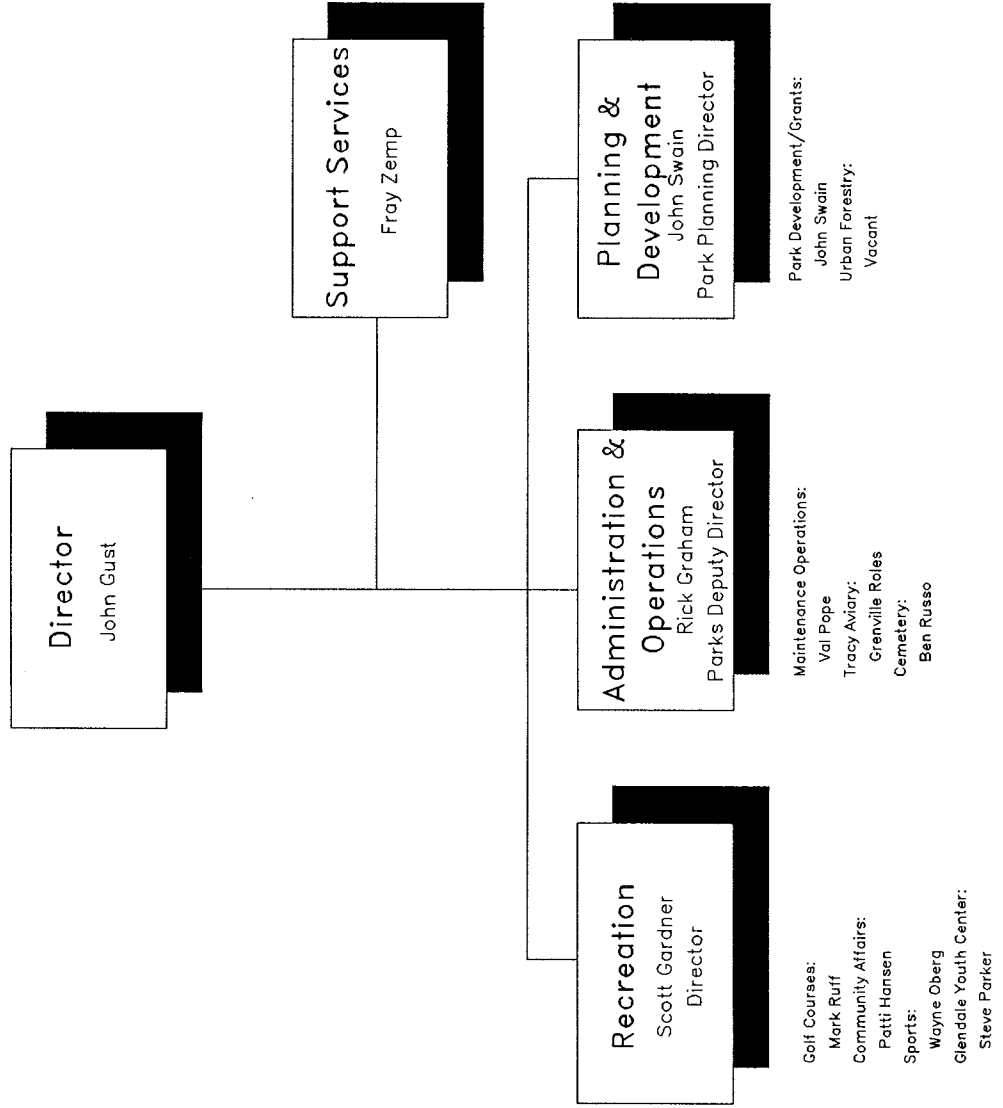 Director
John Gust
Support Services
Fray Zemp
Recreation
Scott Gardner
Director
Golf Courses:
Mark Ruff
Community Affairs:
Patti Hansen
Sports:
Wayne Oberg
Glendale Youth Center:
Steve Parker
Administration &
Operations
Rick Graham
Parks Deputy Director
Maintenance Operations:
Val Pope
Tracy Aviary:
Grenville Roles
Cemetery:
Ben Russo
Planning &
Development
John Swain
Park Planning Director
Park Development/Grants:
John Swain
Urban Forestry:
Vacant